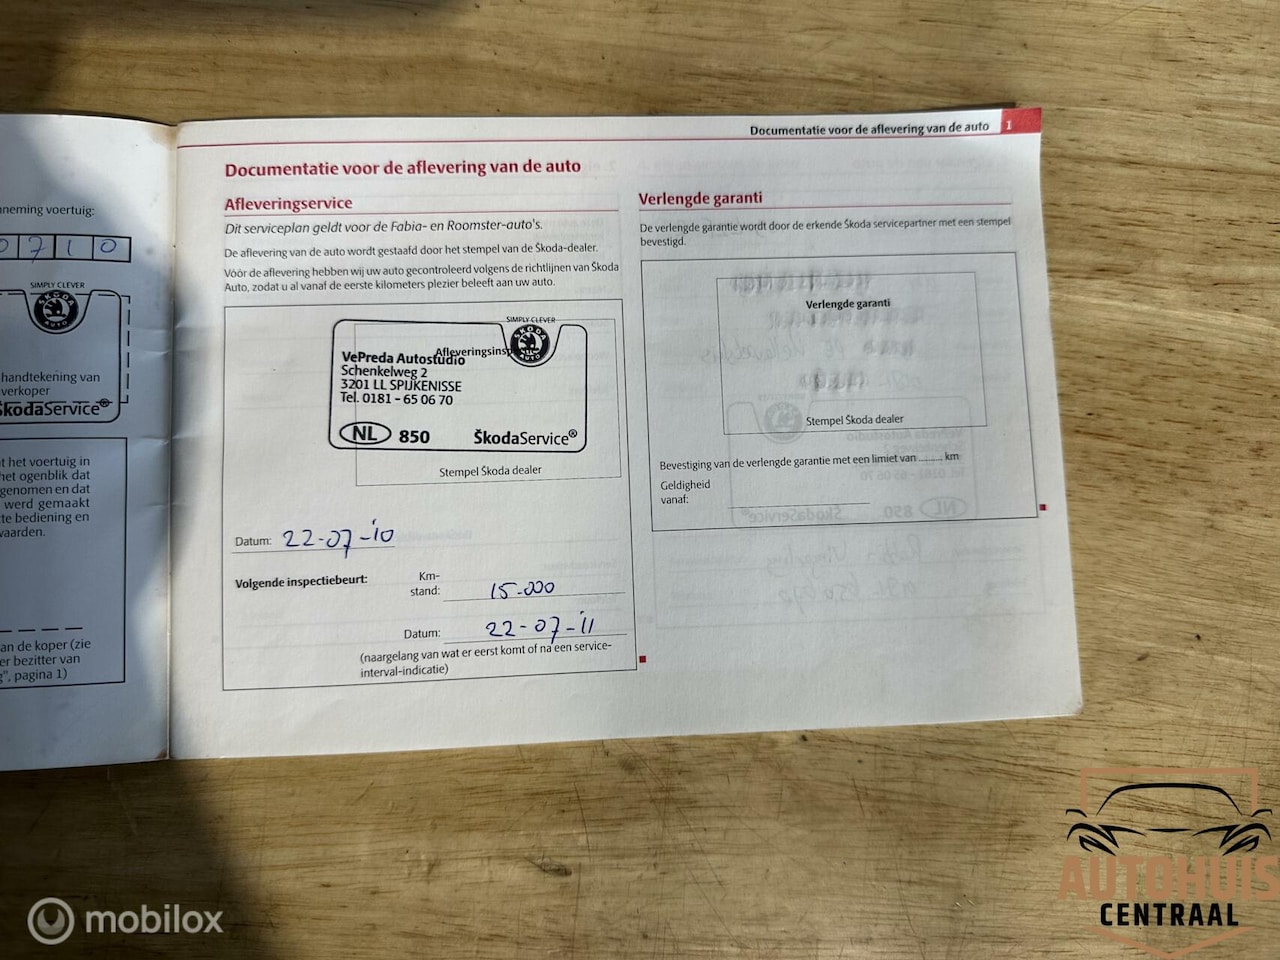 nneming voertuig:
0710
SIMPLY CLEVER
ŠKODA
AUTO
handtekening van
verkoper
ŠkodaService®
t het voertuig in
het ogenblik dat
genomen en dat
werd gemaakt
te bediening en
vaarden.
an de koper (zie
er bezitter van
g", pagina 1)
Documentatie voor de aflevering van de auto 1
Documentatie voor de aflevering van de auto
Afleveringservice
Dit serviceplan geldt voor de Fabia- en Roomster-auto's.
De aflevering van de auto wordt gestaafd door het stempel van de Škoda-dealer.
Vóór de aflevering hebben wij uw auto gecontroleerd volgens de richtlijnen van Škoda
Auto, zodat u al vanaf de eerste kilometers plezier beleeft aan uw auto.
SIMPLY CLEVER
ŠKODA
AUTO
Afleveringsinsp
VePreda Autostudio
Schenkelweg 2
3201 LL SPIJKENISSE
Tel. 0181 - 65 06 70
NL 850 ŠkodaService®
Stempel Škoda dealer
Datum: 22-07-10
Volgende inspectiebeurt: Km-
stand: 15.000
Datum: 22-07-11
(naargelang van wat er eerst komt of na een service-
interval-indicatie)
Verlengde garanti
De verlengde garantie wordt door de erkende Škoda servicepartner met een stempel
bevestigd.
Verlengde garanti
Stempel Škoda dealer
Bevestiging van de verlengde garantie met een limiet van ........ km
Geldigheid
vanaf:
mobilox
AUTOHUIS
CENTRAAL